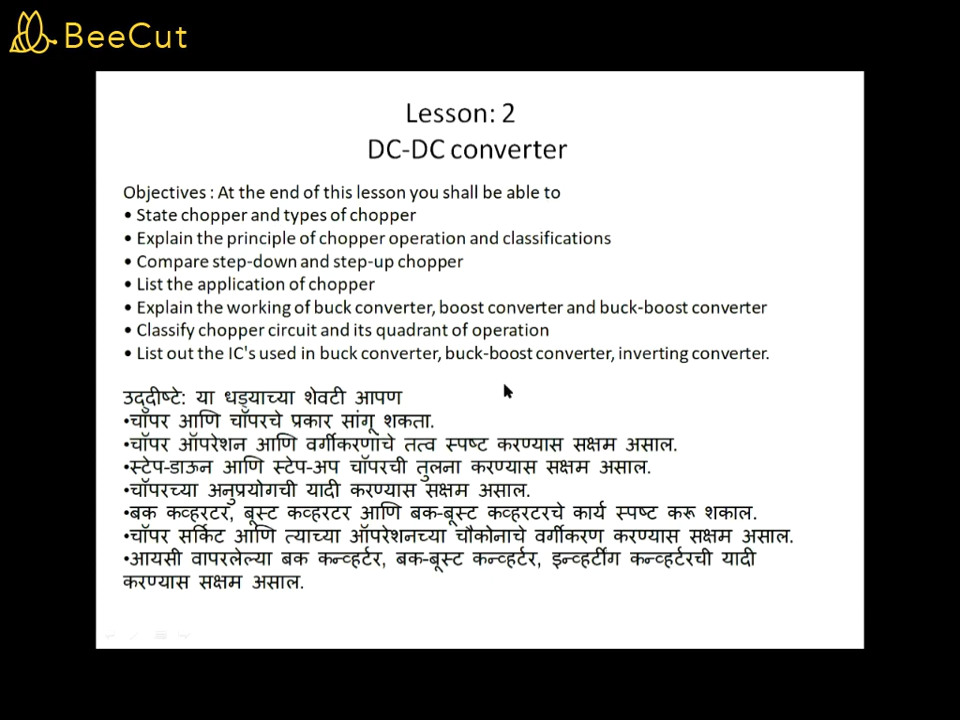 BeeCut
Lesson: 2
DC-DC converter
Objectives : At the end of this lesson you shall be able to
• State chopper and types of chopper
• Explain the principle of chopper operation and classifications
• Compare step-down and step-up chopper
• List the application of chopper
• Explain the working of buck converter, boost converter and buck-boost converter
• Classify chopper circuit and its quadrant of operation
• List out the IC's used in buck converter, buck-boost converter, inverting converter.
उद्दीष्टे: या धड्याच्या शेवटी आपण
•चॉपर आणि चॉपरचे प्रकार सांगू शकता.
•चॉपर ऑपरेशन आणि वर्गीकरणाचे तत्व स्पष्ट करण्यास सक्षम असाल.
•स्टेप-डाऊन आणि स्टेप-अप चॉपरची तुलना करण्यास सक्षम असाल.
•चॉपरच्या अनुप्रयोगची यादी करण्यास सक्षम असाल.
•बक कव्हरटर, बूस्ट कव्हरटर आणि बक-बूस्ट कव्हरटरचे कार्य स्पष्ट करू शकाल.
•चॉपर सर्किट आणि त्याच्या ऑपरेशनच्या चौकोनाचे वर्गीकरण करण्यास सक्षम असाल.
•आयसी वापरलेल्या बक कन्व्हर्टर, बक-बूस्ट कन्व्हर्टर, इन्व्हर्टींग कन्व्हर्टरची यादी
करण्यास सक्षम असाल.